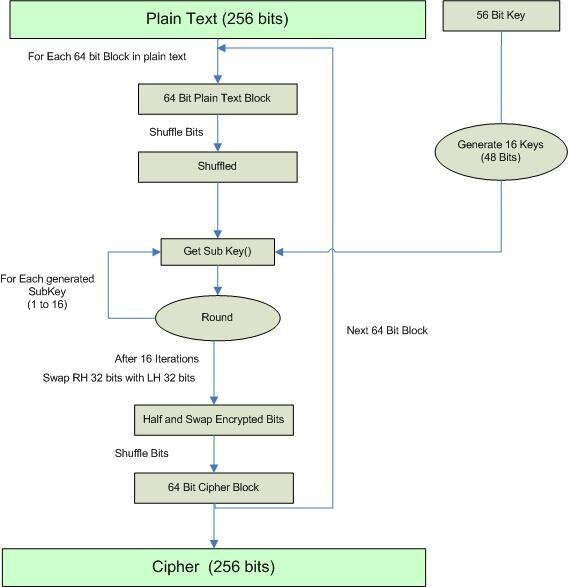 Plain Text (256 bits)
56 Bit Key
For Each 64 bit Block in plain text
64 Bit Plain Text Block
Shuffle Bits
Generate 16 Keys
(48 Bits)
Shuffled
Get Sub Key()
For Each generated
SubKey
(1 to 16)
Round
Next 64 Bit Block
After 16 Iterations
Swap RH 32 bits with LH 32 bits
Half and Swap Encrypted Bits
Shuffle Bits
64 Bit Cipher Block
Cipher (256 bits)